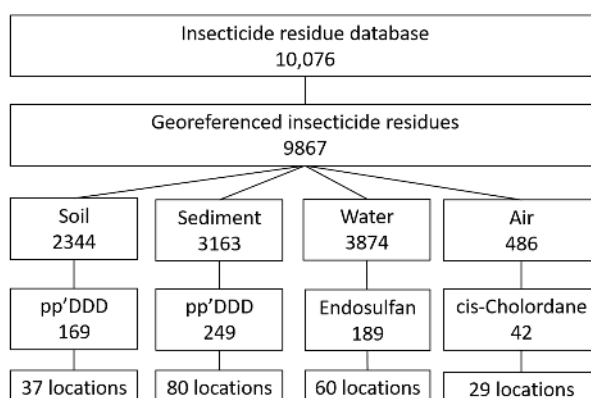 Insecticide residue database
10,076
Georeferenced insecticide residues
9867
Soil
2344
Sediment
3163
Water
3874
Air
486
pp'DDD
169
pp'DDD
249
Endosulfan
189
cis-Cholordane
42
37 locations
80 locations
60 locations
29 locations